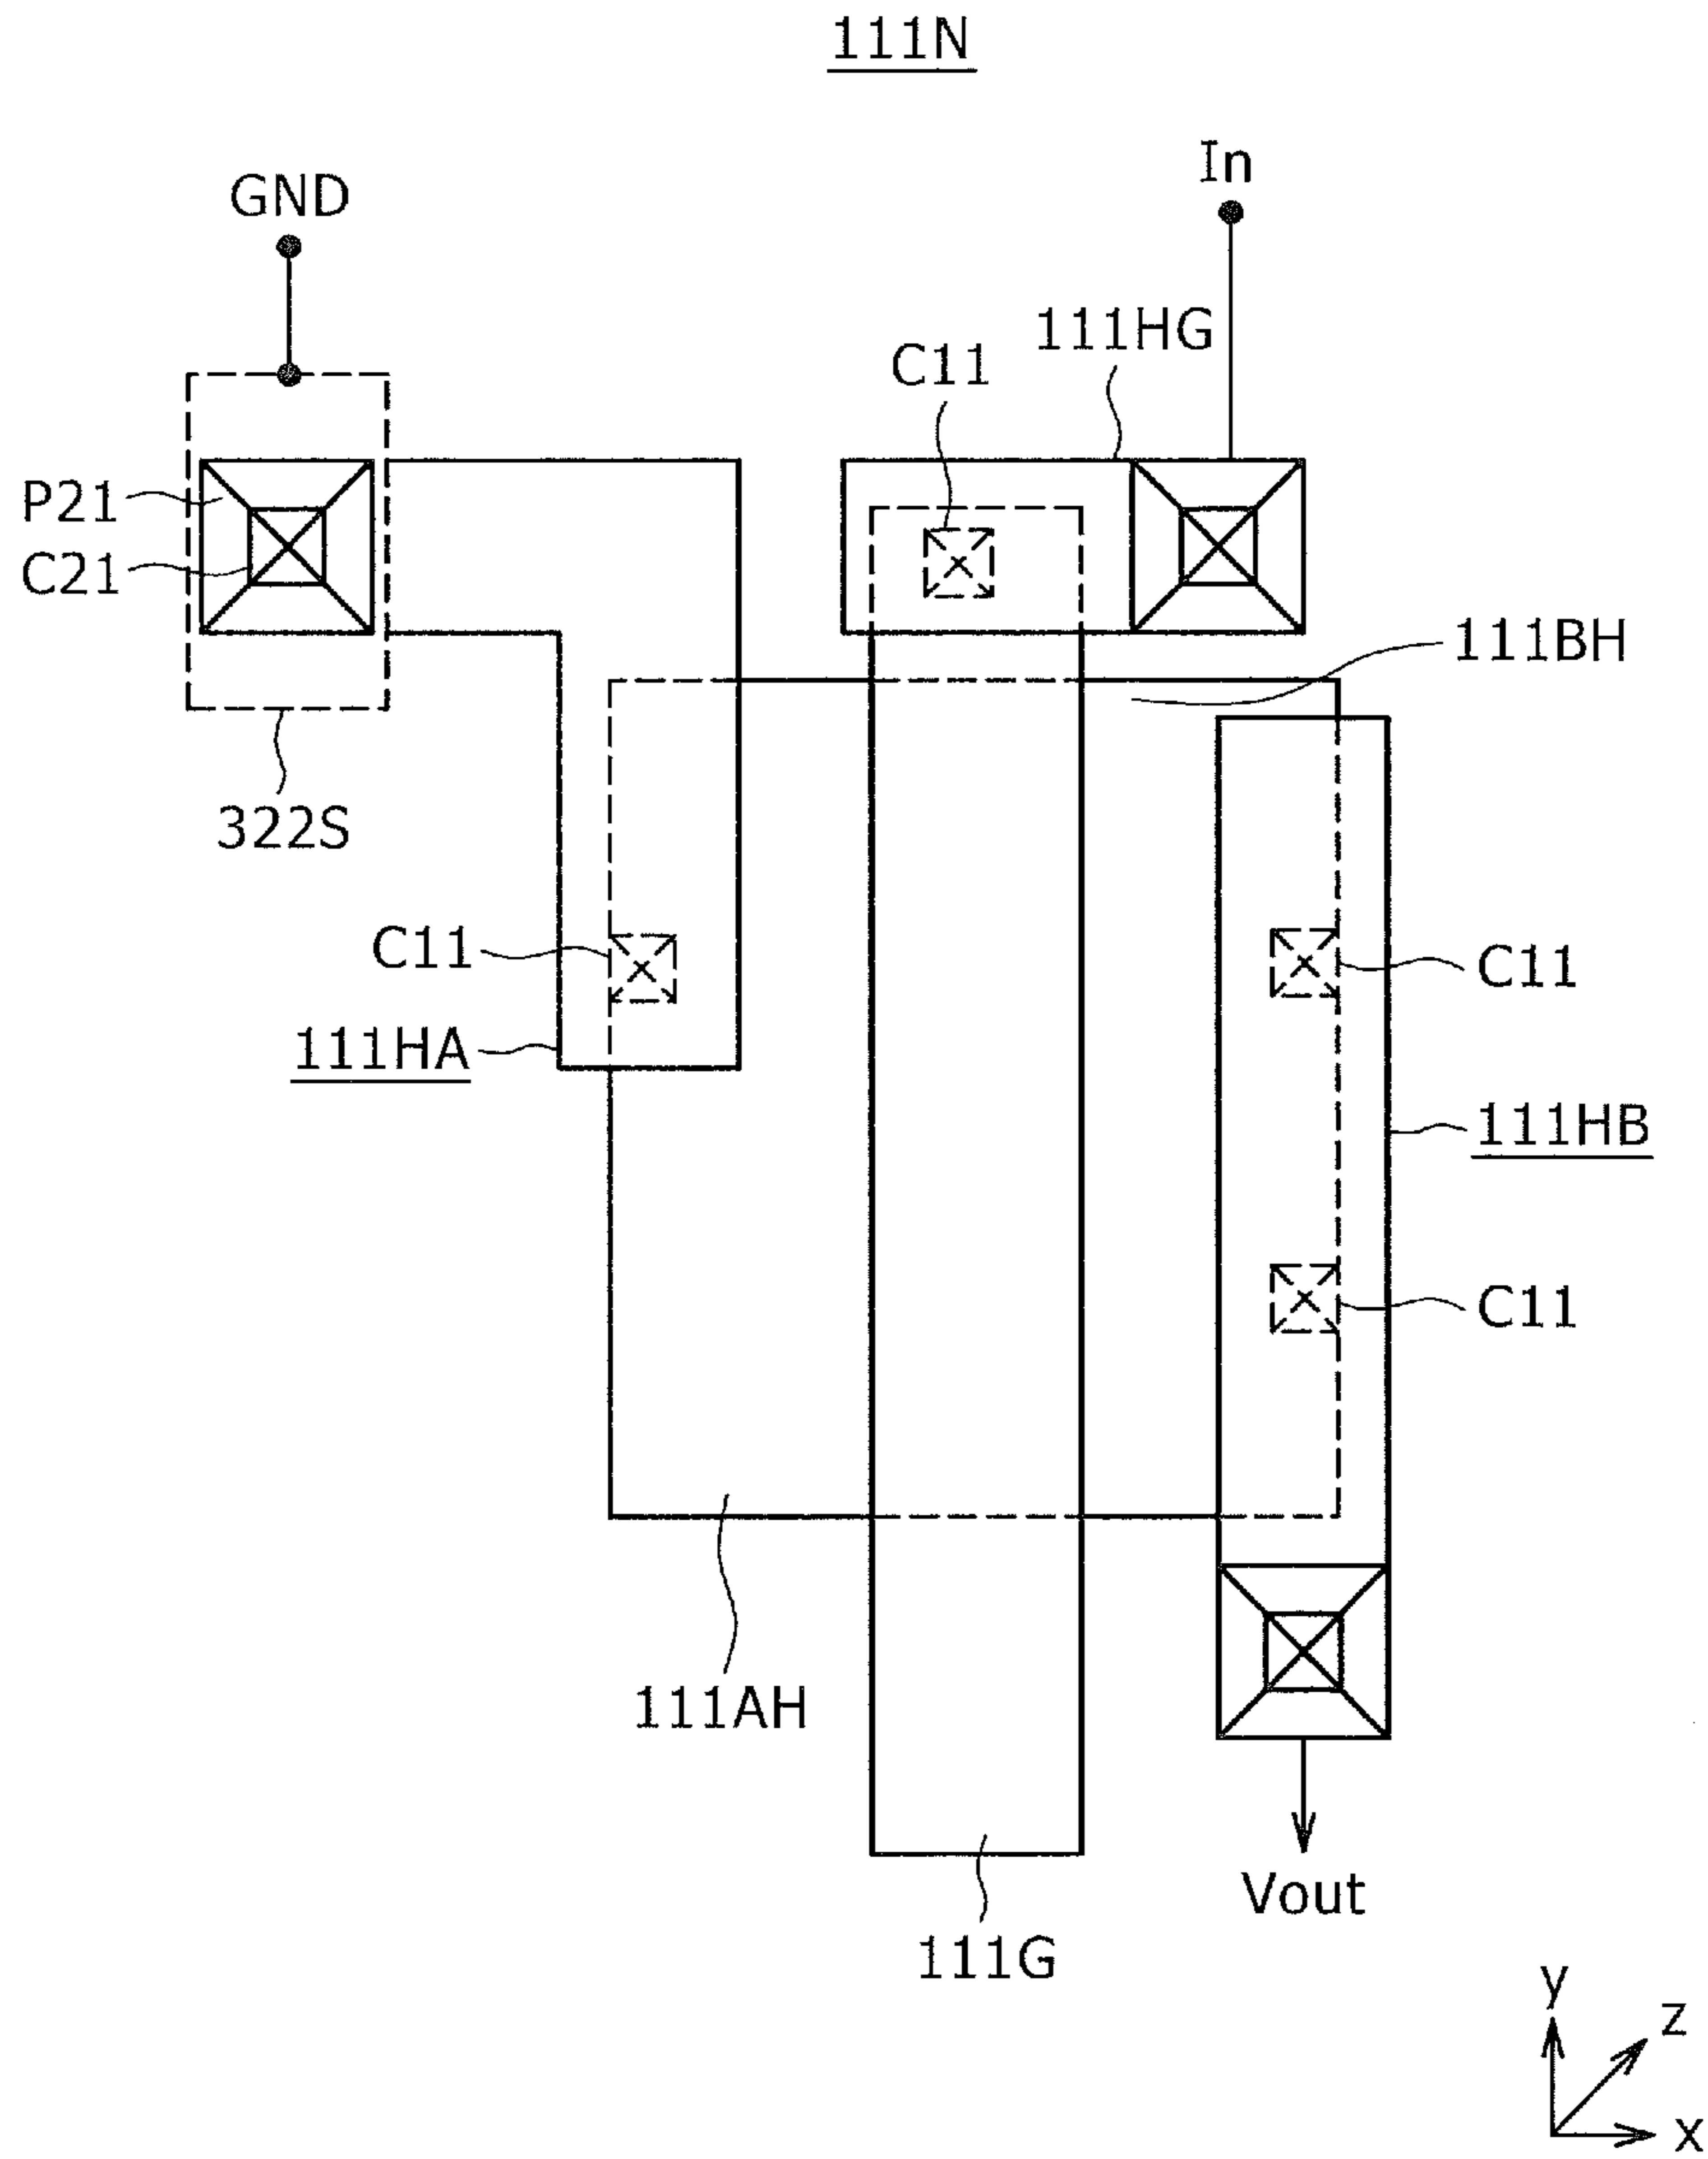 111N
In
GND
111HG
C11
P21
C21
111BH
322S
C11
C11
111HA
111HB
C11
111AH
Vout
111G
y
z
x